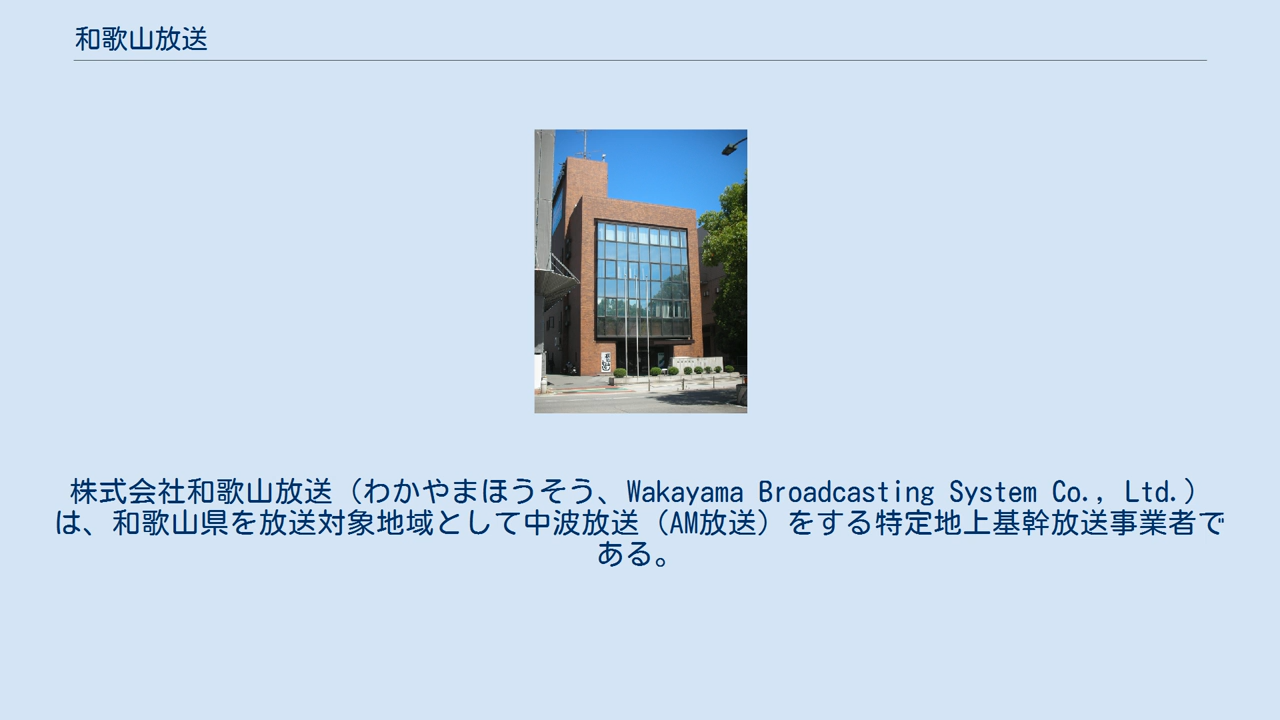 和歌山放送
株式会社和歌山放送（わかやまほうそう、Wakayama Broadcasting System Co., Ltd.）
は、和歌山県を放送対象地域として中波放送（AM放送）をする特定地上基幹放送事業者で
ある。